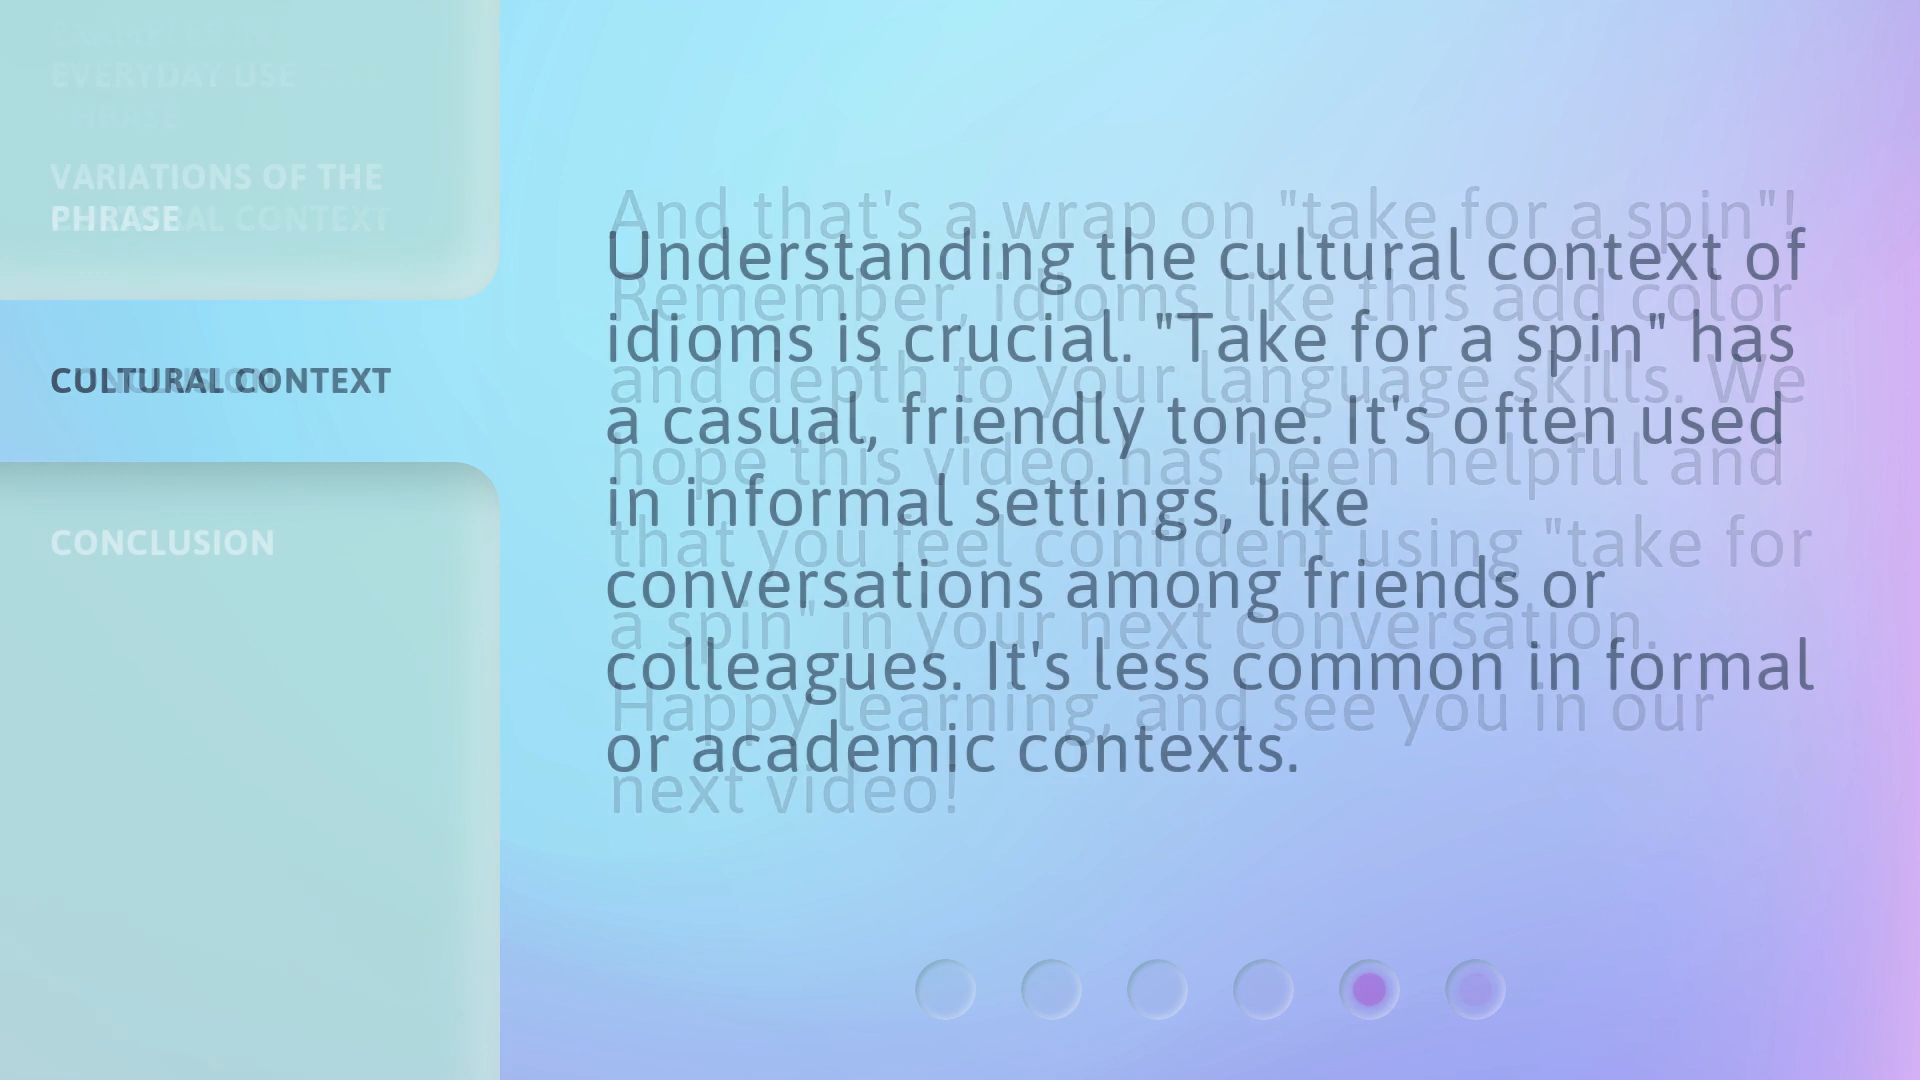 EVERYDAY USE
PHRASE
VARIATIONS OF THE
PHRASE
CULTURAL CONTEXT
CONCLUSION
Understanding the cultural context of
idioms is crucial. "Take for a spin" has
a casual, friendly tone. It's often used
in informal settings, like
conversations among friends or
colleagues. It's less common in formal
or academic contexts.
And that's a wrap on "take for a spin"!
Remember, idioms like this add color
and depth to your language skills. We
hope this video has been helpful and
that you feel confident using "take for
a spin" in your next conversation.
Happy learning, and see you in our
next video!